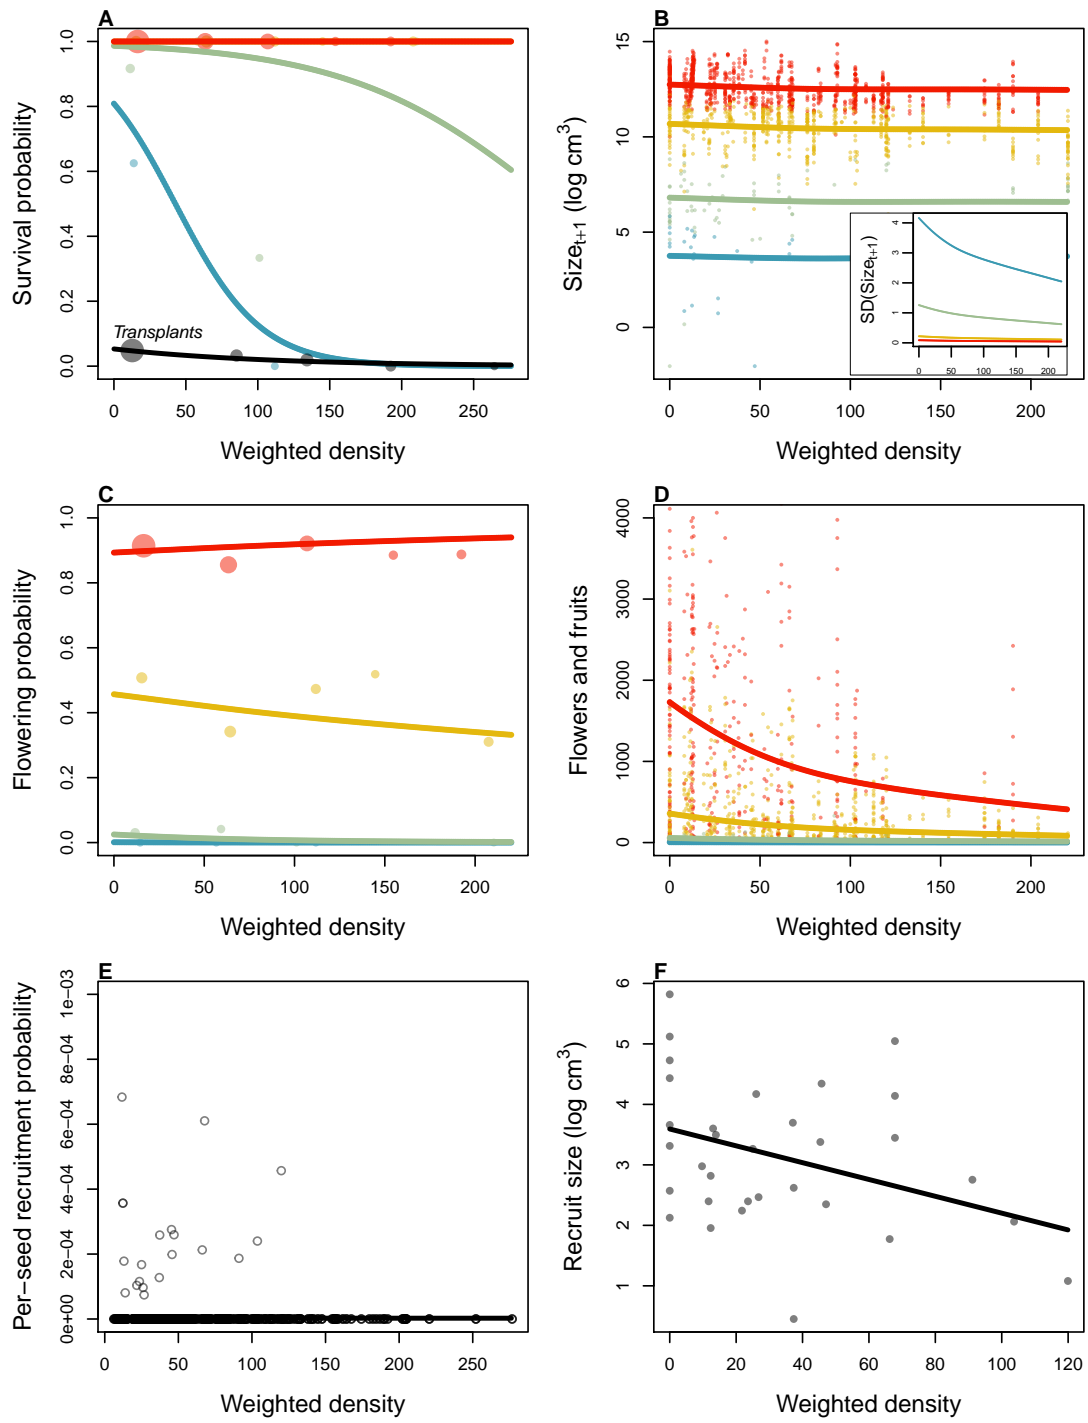 A
Survival probability
1.0
0.8
0.6
0.4
0.2
0.0
Transplants
0 50 100 150 200 250
Weighted density
B
Size_{t+1} (log cm^3)
15
10
5
0
0 50 100 150 200
Weighted density
SD(Size_{t+1})
4
3
2
1
0
0 50 100 150 200
C
Flowering probability
1.0
0.8
0.6
0.4
0.2
0.0
0 50 100 150 200
Weighted density
D
Flowers and fruits
4000
3000
2000
1000
0
0 50 100 150 200
Weighted density
E
Per−seed recruitment probability
1e−03
8e−04
6e−04
4e−04
2e−04
0e+00
0 50 100 150 200 250
Weighted density
F
Recruit size (log cm^3)
6
5
4
3
2
1
0 20 40 60 80 100 120
Weighted density